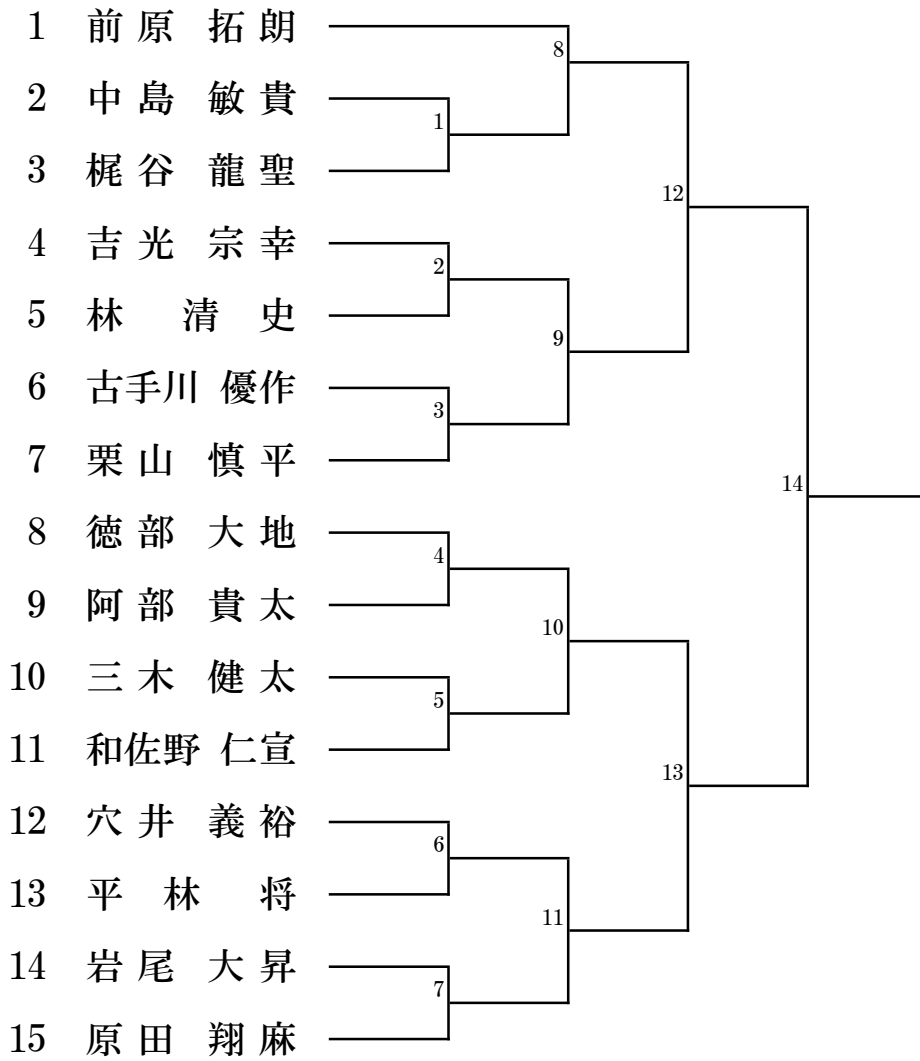 1 前原 拓朗
8
2 中島 敏貴
1
3 梶谷 龍聖
12
4 吉光 宗幸
2
5 林 清史
9
6 古手川 優作
3
7 栗山 慎平
14
8 徳部 大地
4
9 阿部 貴太
10
10 三木 健太
5
11 和佐野 仁宣
13
12 穴井 義裕
6
13 平林 将
11
14 岩尾 大昇
7
15 原田 翔麻